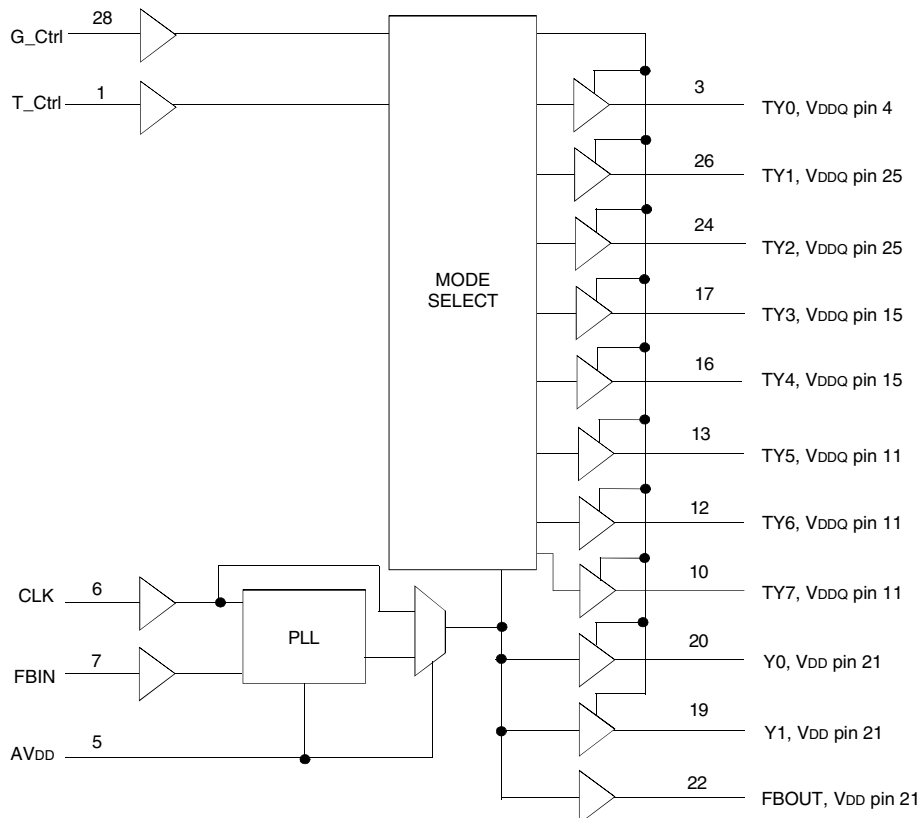 28
G_Ctrl
1
T_Ctrl
3
TY0, VDDQ pin 4
26
TY1, VDDQ pin 25
24
TY2, VDDQ pin 25
MODE
SELECT
17
TY3, VDDQ pin 15
16
TY4, VDDQ pin 15
13
TY5, VDDQ pin 11
12
TY6, VDDQ pin 11
10
TY7, VDDQ pin 11
6
CLK
PLL
20
Y0, VDD pin 21
7
FBIN
19
Y1, VDD pin 21
5
AVDD
22
FBOUT, VDD pin 21